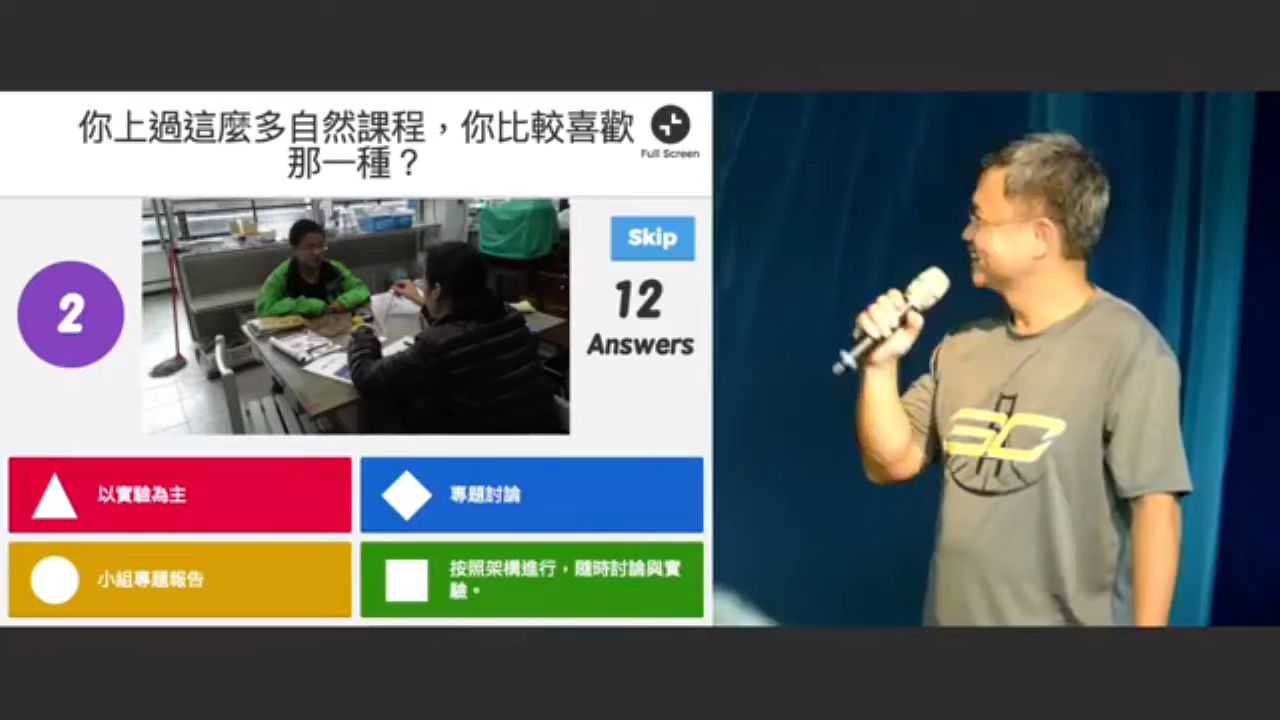 你上過這麼多自然課程，你比較喜歡
那一種？
Full Screen
Skip
2
12
Answers
以實驗為主
專題討論
小組專題報告
按照架構進行，隨時討論與實
驗。
SC